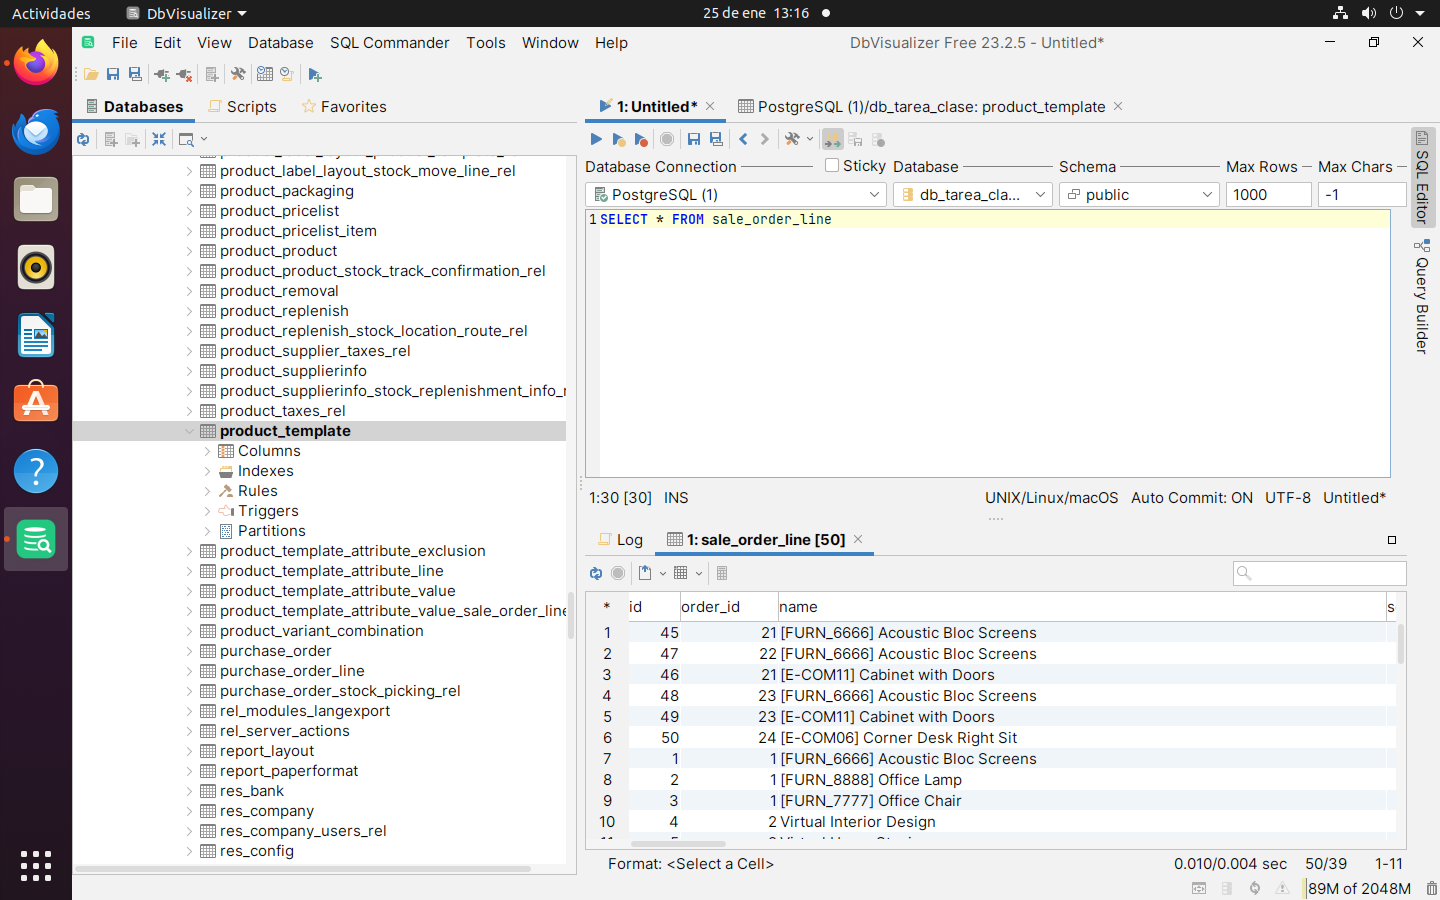 Actividades
DbVisualizer
25 de ene 13:16
File Edit View Database SQL Commander Tools Window Help
DbVisualizer Free 23.2.5 - Untitled*
Databases
Scripts
Favorites
product_label_layout_stock_move_line_rel
product_packaging
product_pricelist
product_pricelist_item
product_product
product_product_stock_track_confirmation_rel
product_removal
product_replenish
product_replenish_stock_location_route_rel
product_supplier_taxes_rel
product_supplierinfo
product_supplierinfo_stock_replenishment_info_r
product_taxes_rel
product_template
Columns
Indexes
Rules
Triggers
Partitions
product_template_attribute_exclusion
product_template_attribute_line
product_template_attribute_value
product_template_attribute_value_sale_order_line
product_variant_combination
purchase_order
purchase_order_line
purchase_order_stock_picking_rel
rel_modules_langexport
rel_server_actions
report_layout
report_paperformat
res_bank
res_company
res_company_users_rel
res_config
1: Untitled*
PostgreSQL (1)/db_tarea_clase: product_template
Database Connection
Sticky
Database
Schema
Max Rows
Max Chars
PostgreSQL (1)
db_tarea_cla...
public
1000
-1
1 SELECT * FROM sale_order_line
SQL Editor
Query Builder
1:30 [30] INS
UNIX/Linux/macOS Auto Commit: ON UTF-8 Untitled*
Log
1: sale_order_line [50]
* id order_id name s
1 45 21 [FURN_6666] Acoustic Bloc Screens
2 47 22 [FURN_6666] Acoustic Bloc Screens
3 46 21 [E-COM11] Cabinet with Doors
4 48 23 [FURN_6666] Acoustic Bloc Screens
5 49 23 [E-COM11] Cabinet with Doors
6 50 24 [E-COM06] Corner Desk Right Sit
7 1 1 [FURN_6666] Acoustic Bloc Screens
8 2 1 [FURN_8888] Office Lamp
9 3 1 [FURN_7777] Office Chair
10 4 2 Virtual Interior Design
Format: <Select a Cell>
0.010/0.004 sec 50/39 1-11
89M of 2048M